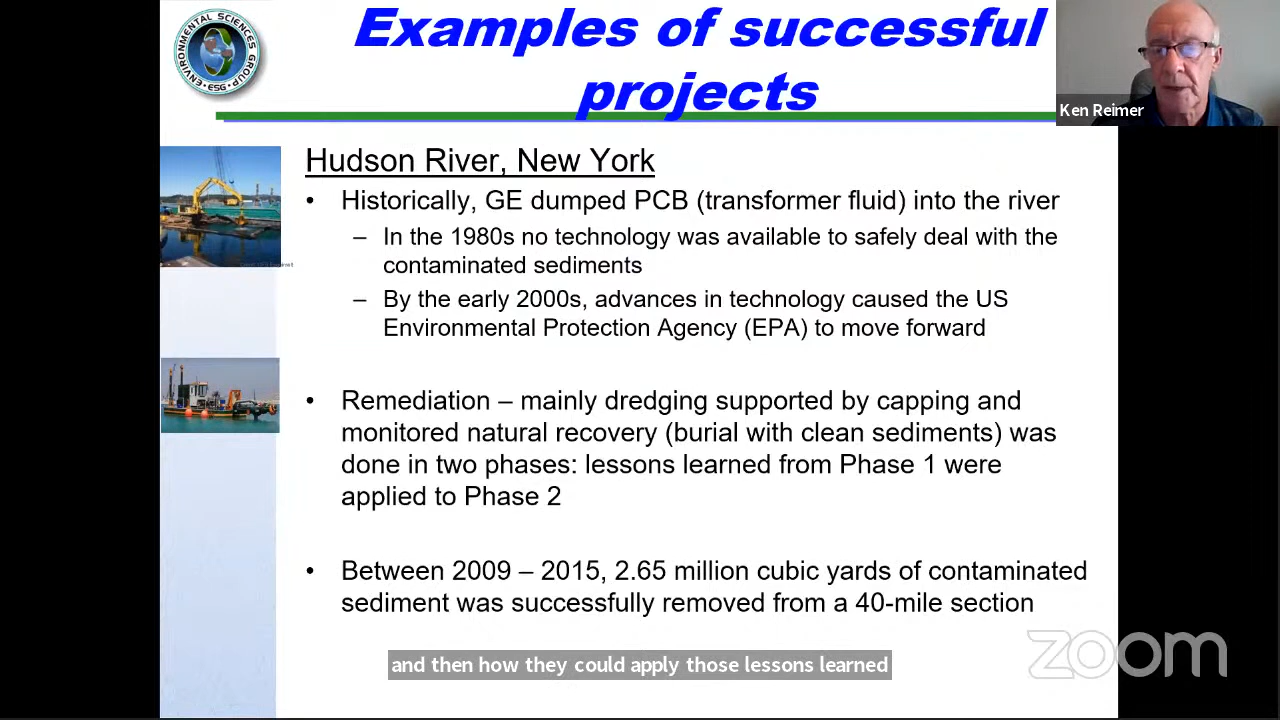 Examples of successful
projects
ENVIRONMENTAL SCIENCES GROUP
·ESG·
Ken Reimer
Hudson River, New York
• Historically, GE dumped PCB (transformer fluid) into the river
– In the 1980s no technology was available to safely deal with the
contaminated sediments
– By the early 2000s, advances in technology caused the US
Environmental Protection Agency (EPA) to move forward
• Remediation – mainly dredging supported by capping and
monitored natural recovery (burial with clean sediments) was
done in two phases: lessons learned from Phase 1 were
applied to Phase 2
• Between 2009 – 2015, 2.65 million cubic yards of contaminated
sediment was successfully removed from a 40-mile section
zoom
and then how they could apply those lessons learned